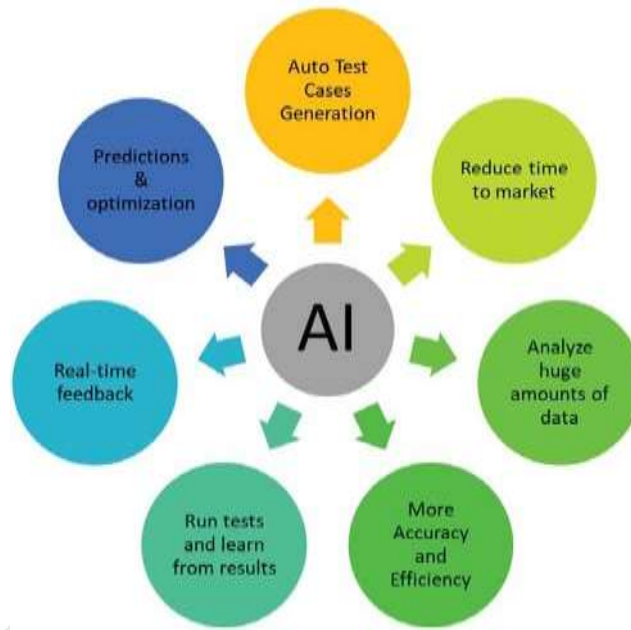 Auto Test
Cases
Generation
Predictions
&
optimization
Reduce time
to market
AI
Real-time
feedback
Analyze
huge
amounts of
data
Run tests
and learn
from results
More
Accuracy
and
Efficiency